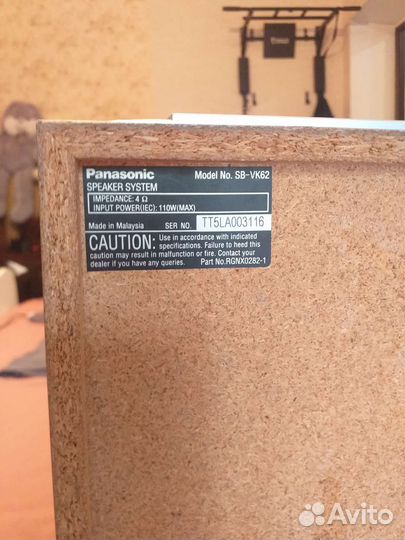 Panasonic Model No. SB-VK62
SPEAKER SYSTEM
IMPEDANCE: 4 Ω
INPUT POWER(IEC): 110W(MAX)
Made in Malaysia SER NO. TT5LA003116
CAUTION: Use in accordance with indicated
specifications. Failure to heed this caution
may result in malfunction or fire. Contact your
dealer if you have any queries. Part No.RGNX0282-1
Avito